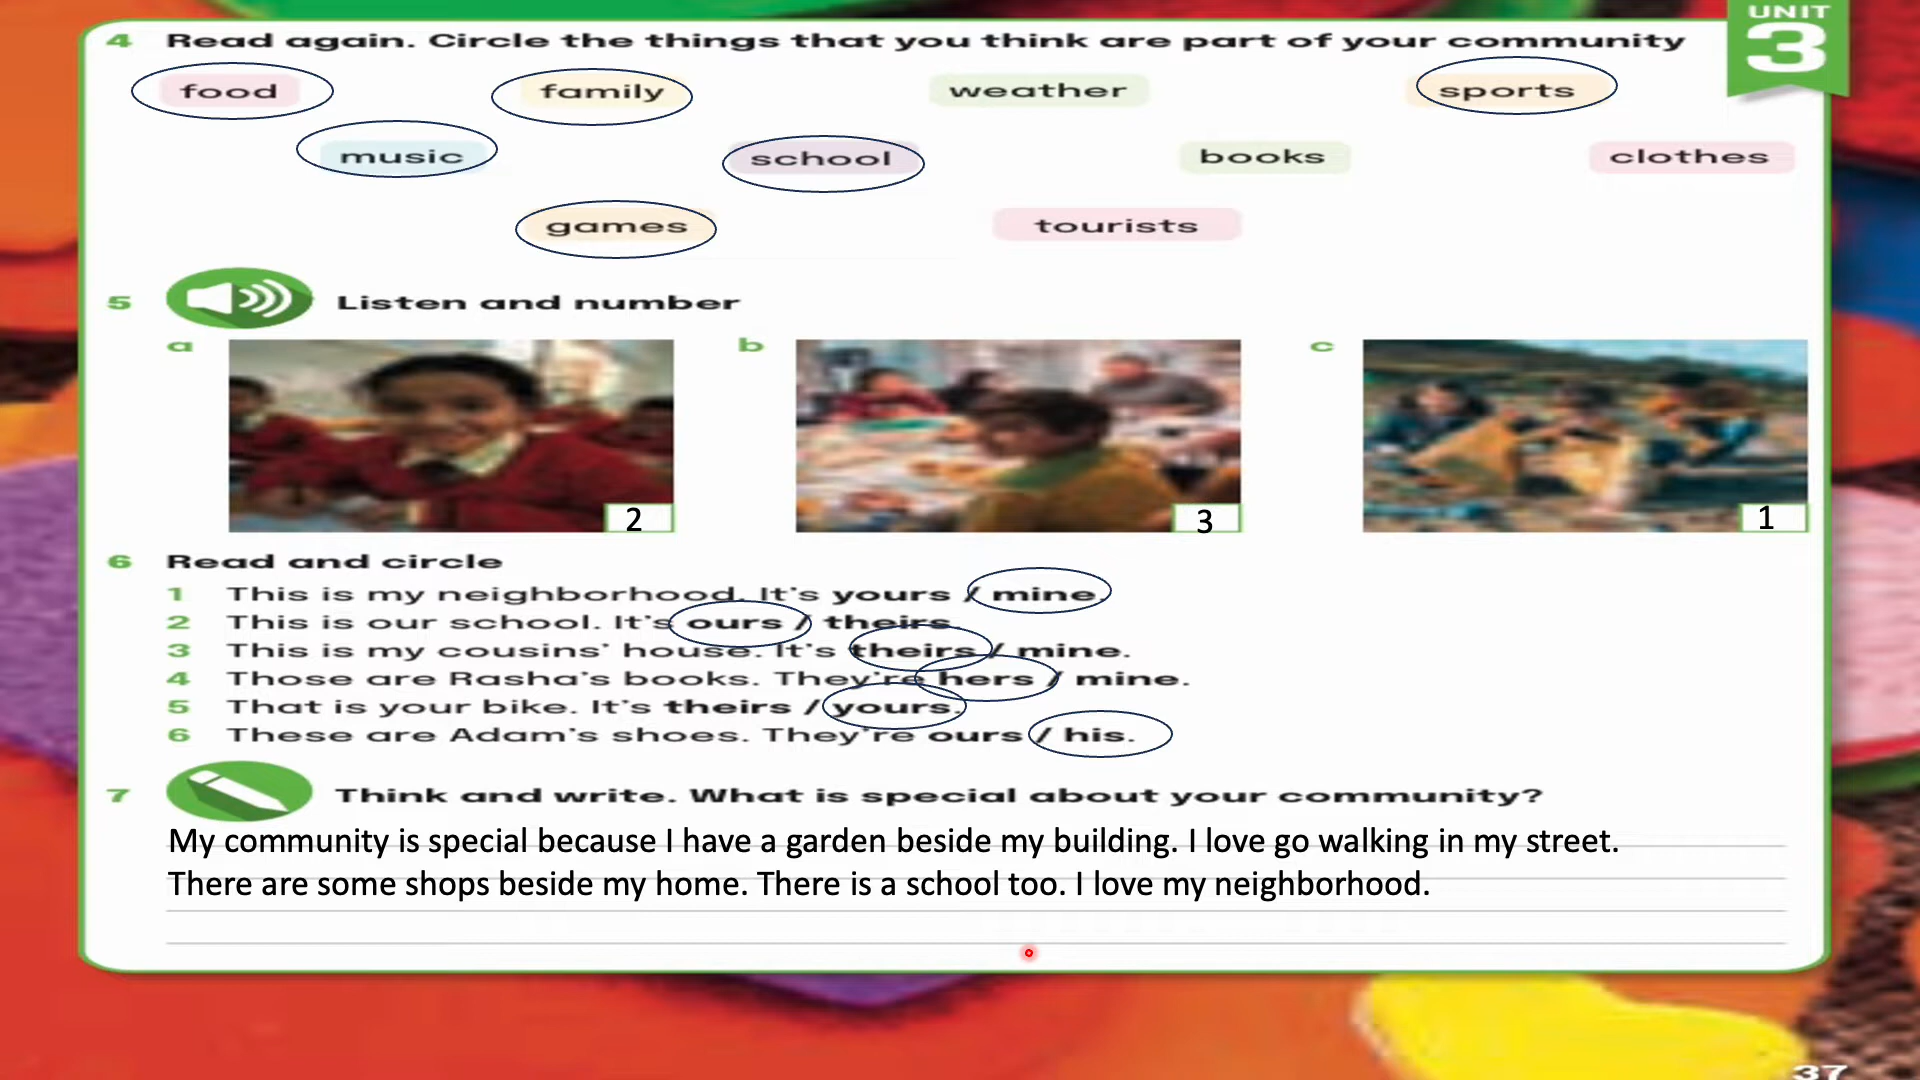 UNIT
3
4 Read again. Circle the things that you think are part of your community
food family weather sports
music school books clothes
games tourists
5 Listen and number
a b c
2 3 1
6 Read and circle
1 This is my neighborhood. It's yours / mine.
2 This is our school. It's ours / theirs.
3 This is my cousins' house. It's theirs / mine.
4 Those are Rasha's books. They're hers / mine.
5 That is your bike. It's theirs / yours.
6 These are Adam's shoes. They're ours / his.
7 Think and write. What is special about your community?
My community is special because I have a garden beside my building. I love go walking in my street.
There are some shops beside my home. There is a school too. I love my neighborhood.
37